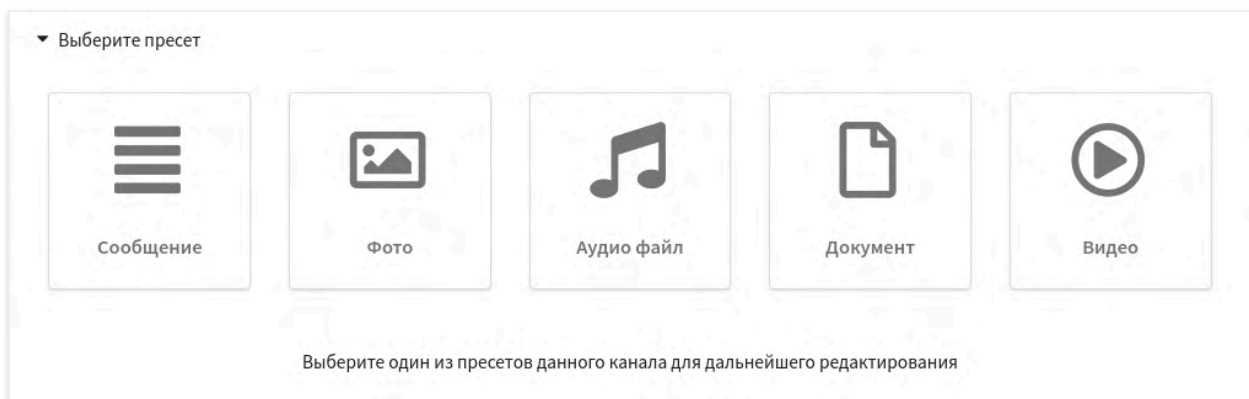 Выберите пресет
Сообщение
Фото
Аудио файл
Документ
Видео
Выберите один из пресетов данного канала для дальнейшего редактирования